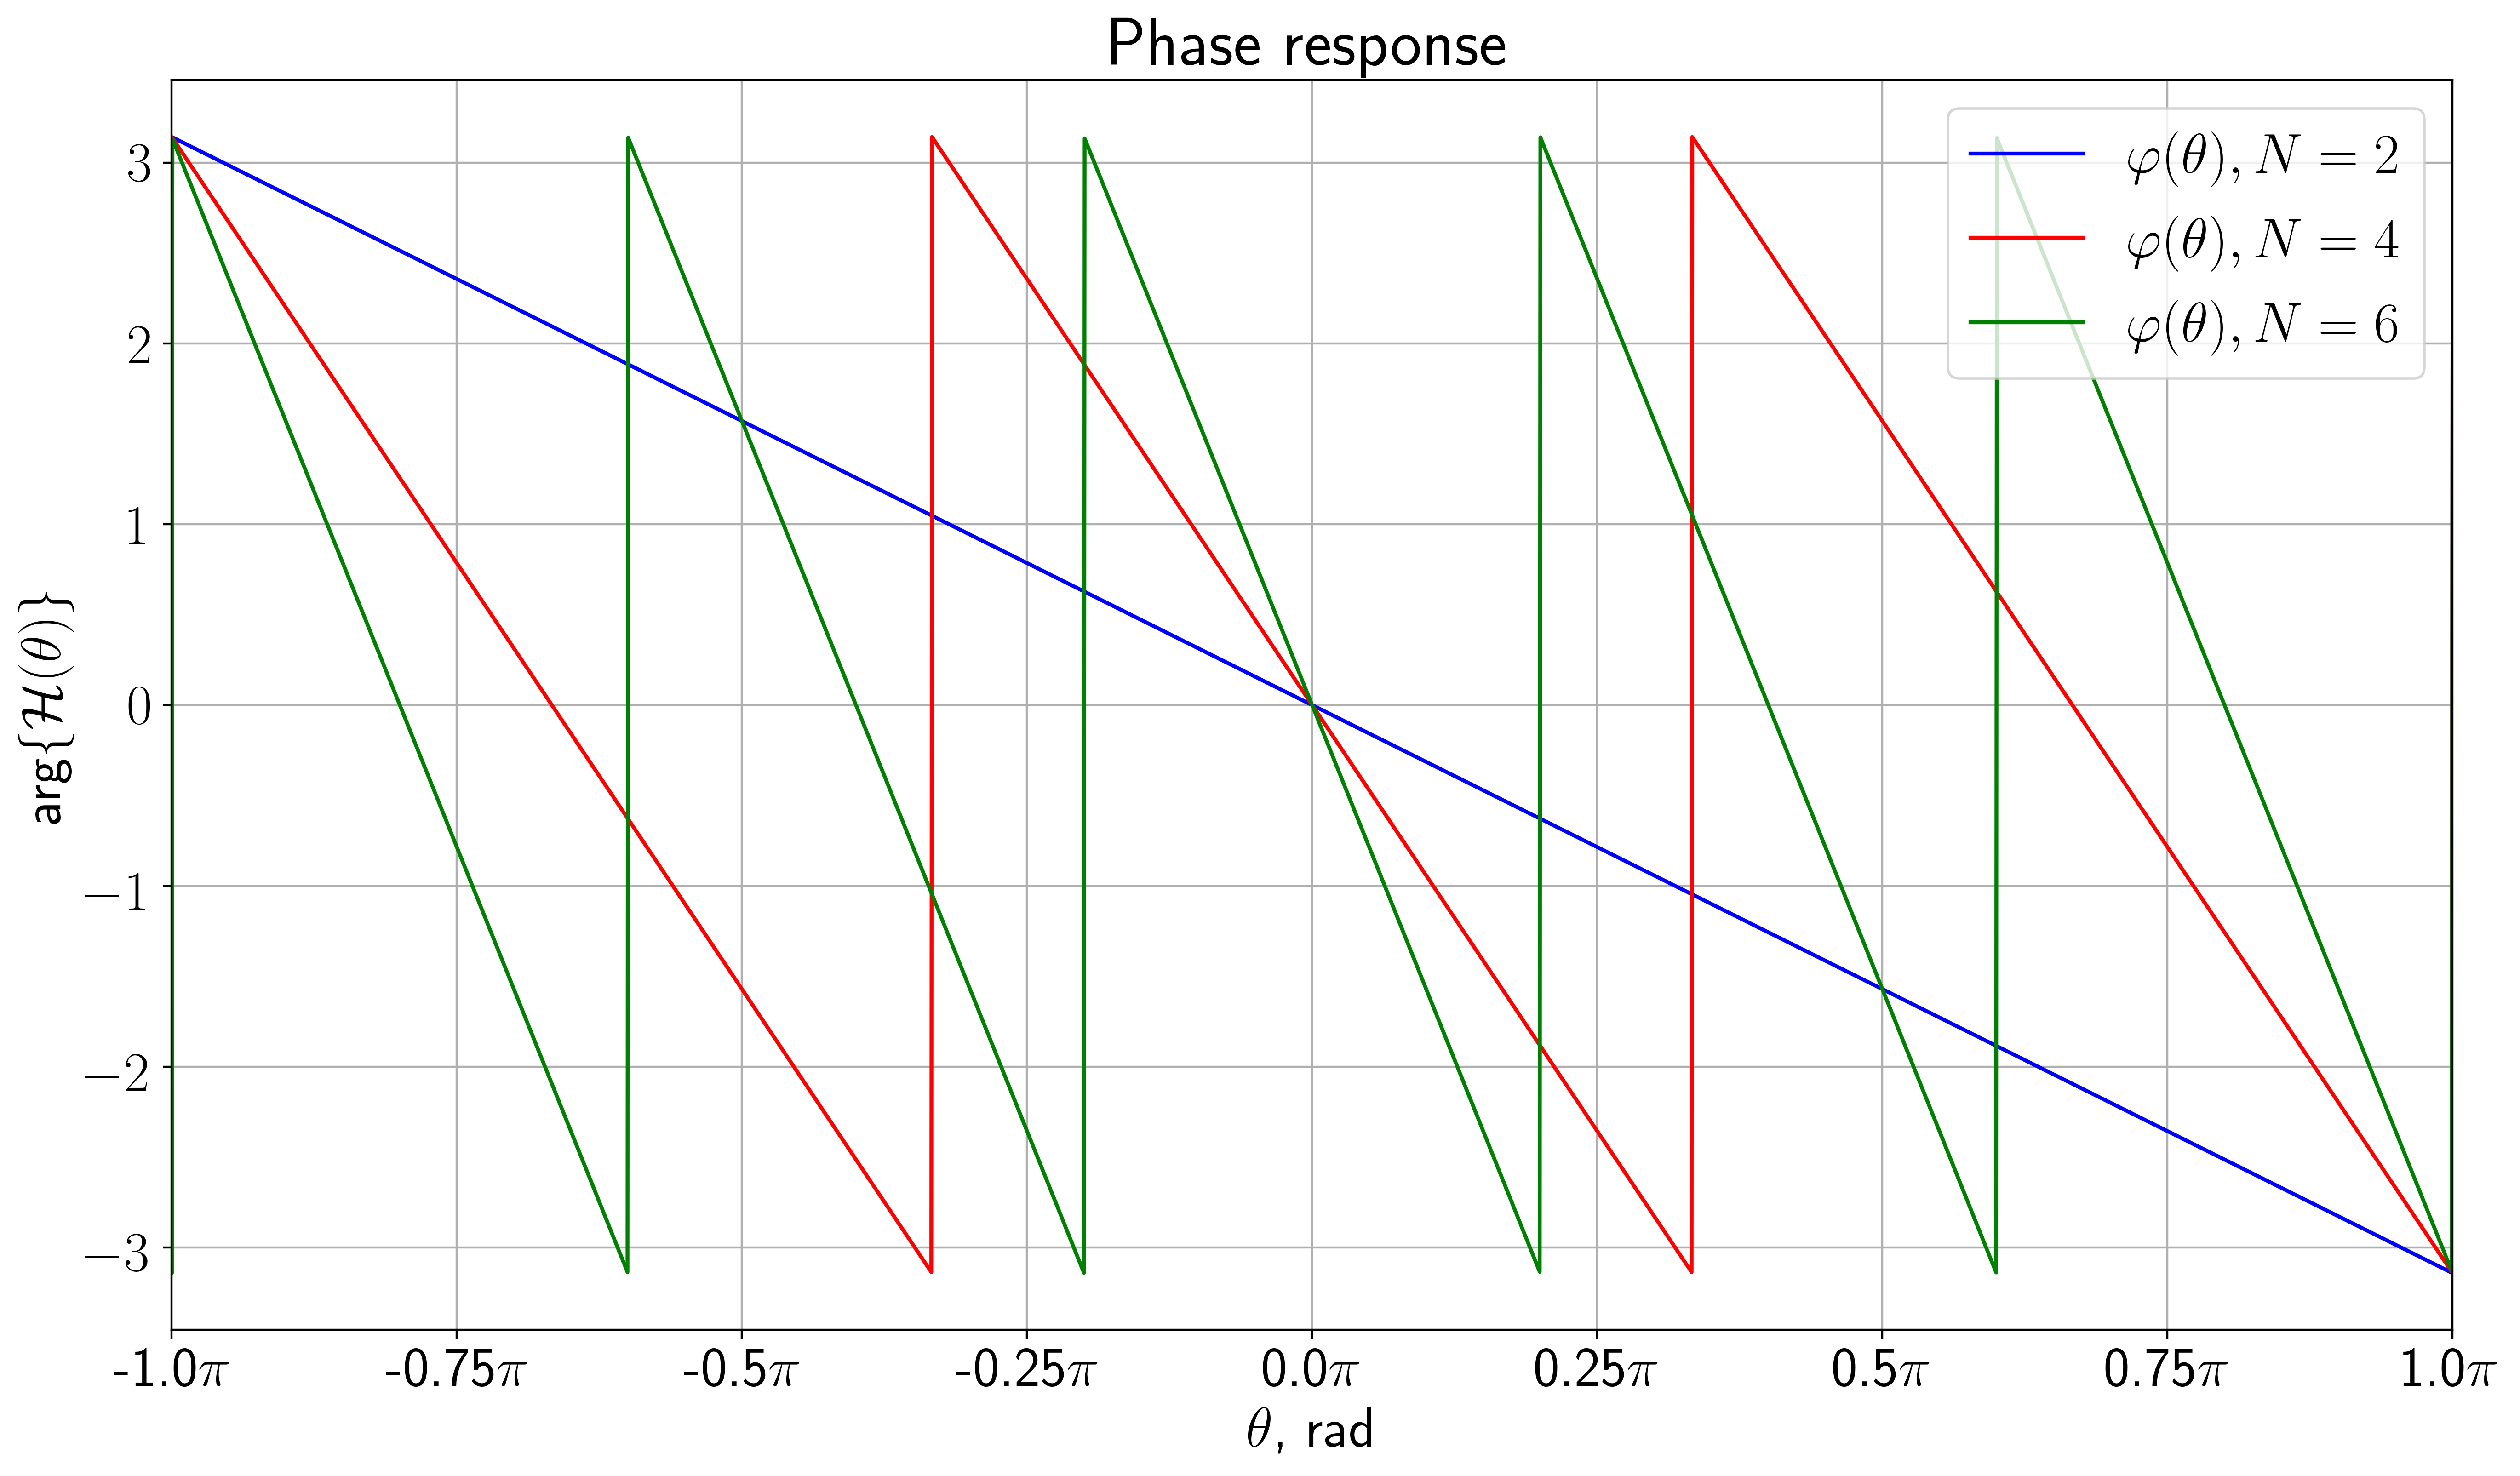 Phase response
φ(θ), N = 2
φ(θ), N = 4
φ(θ), N = 6
arg{ℋ(θ)}
3
2
1
0
−1
−2
−3
-1.0π -0.75π -0.5π -0.25π 0.0π 0.25π 0.5π 0.75π 1.0π
θ, rad